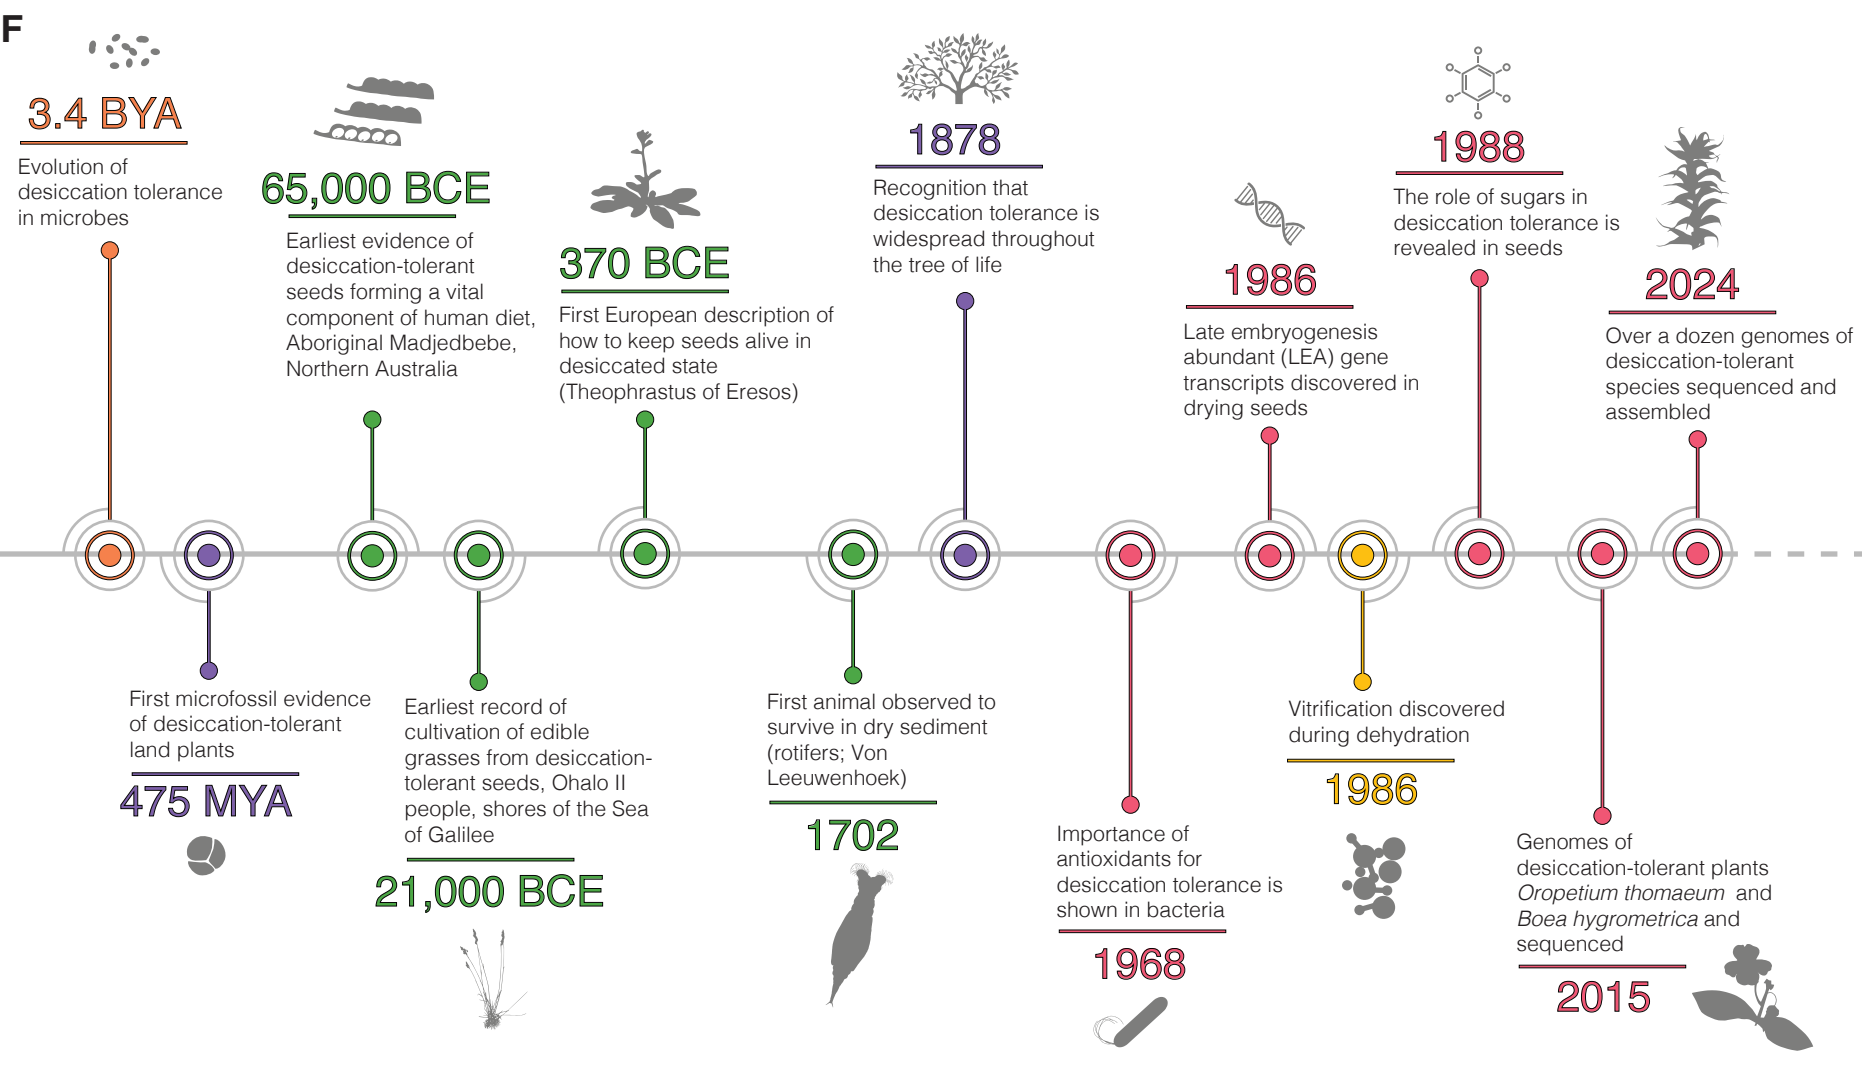 F
3.4 BYA
Evolution of
desiccation tolerance
in microbes
475 MYA
First microfossil evidence
of desiccation-tolerant
land plants
65,000 BCE
Earliest evidence of
desiccation-tolerant
seeds forming a vital
component of human diet,
Aboriginal Madjedbebe,
Northern Australia
Earliest record of
cultivation of edible
grasses from desiccation-
tolerant seeds, Ohalo II
people, shores of the Sea
of Galilee
21,000 BCE
370 BCE
First European description of
how to keep seeds alive in
desiccated state
(Theophrastus of Eresos)
First animal observed to
survive in dry sediment
(rotifers; Von
Leeuwenhoek)
1702
1878
Recognition that
desiccation tolerance is
widespread throughout
the tree of life
Importance of
antioxidants for
desiccation tolerance is
shown in bacteria
1968
1986
Late embryogenesis
abundant (LEA) gene
transcripts discovered in
drying seeds
Vitrification discovered
during dehydration
1986
1988
The role of sugars in
desiccation tolerance is
revealed in seeds
Genomes of
desiccation-tolerant plants
Oropetium thomaeum and
Boea hygrometrica and
sequenced
2015
2024
Over a dozen genomes of
desiccation-tolerant
species sequenced and
assembled